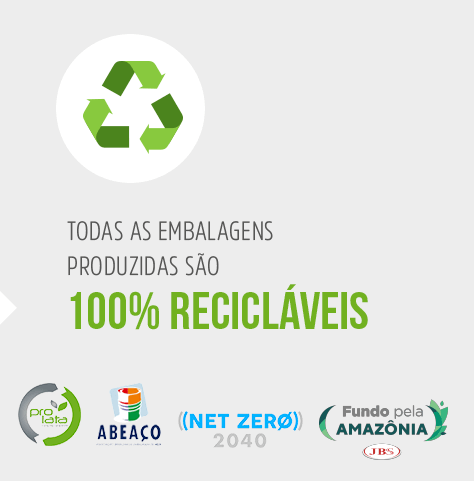 TODAS AS EMBALAGENS
PRODUZIDAS SÃO
100% RECICLÁVEIS
pro
lata
ABEAÇO
((NET ZERØ))
2040
Fundo pela
AMAZÔNIA
JBS